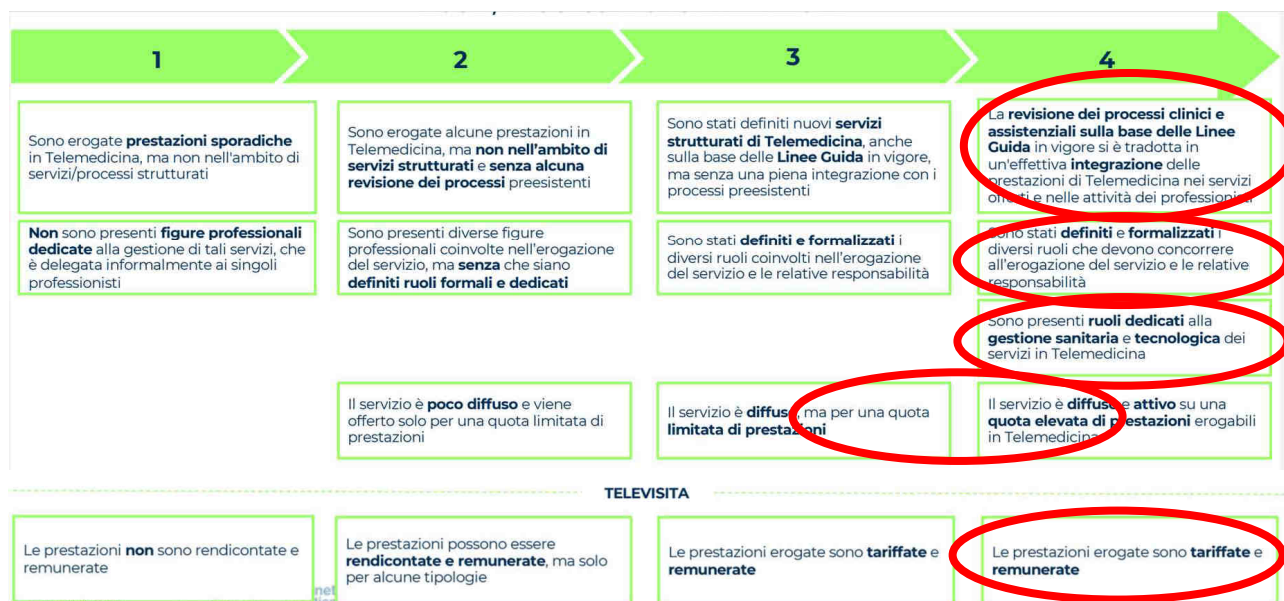 1
2
3
4
Sono erogate prestazioni sporadiche
in Telemedicina, ma non nell'ambito di
servizi/processi strutturati
Sono erogate alcune prestazioni in
Telemedicina, ma non nell'ambito di
servizi strutturati e senza alcuna
revisione dei processi preesistenti
Sono stati definiti nuovi servizi
strutturati di Telemedicina, anche
sulla base delle Linee Guida in vigore,
ma senza una piena integrazione con i
processi preesistenti
La revisione dei processi clinici e
assistenziali sulla base delle Linee
Guida in vigore si è tradotta in
un'effettiva integrazione delle
prestazioni di Telemedicina nei servizi
offerti e nelle attività dei professionisti
Non sono presenti figure professionali
dedicate alla gestione di tali servizi, che
è delegata informalmente ai singoli
professionisti
Sono presenti diverse figure
professionali coinvolte nell'erogazione
del servizio, ma senza che siano
definiti ruoli formali e dedicati
Sono stati definiti e formalizzati i
diversi ruoli coinvolti nell'erogazione
del servizio e le relative responsabilità
Sono stati definiti e formalizzati i
diversi ruoli che devono concorrere
all'erogazione del servizio e le relative
responsabilità
Sono presenti ruoli dedicati alla
gestione sanitaria e tecnologica dei
servizi in Telemedicina
Il servizio è poco diffuso e viene
offerto solo per una quota limitata di
prestazioni
Il servizio è diffuso, ma per una quota
limitata di prestazioni
Il servizio è diffuso e attivo su una
quota elevata di prestazioni erogabili
in Telemedicina
TELEVISITA
Le prestazioni non sono rendicontate e
remunerate
Le prestazioni possono essere
rendicontate e remunerate, ma solo
per alcune tipologie
Le prestazioni erogate sono tariffate e
remunerate
Le prestazioni erogate sono tariffate e
remunerate
net